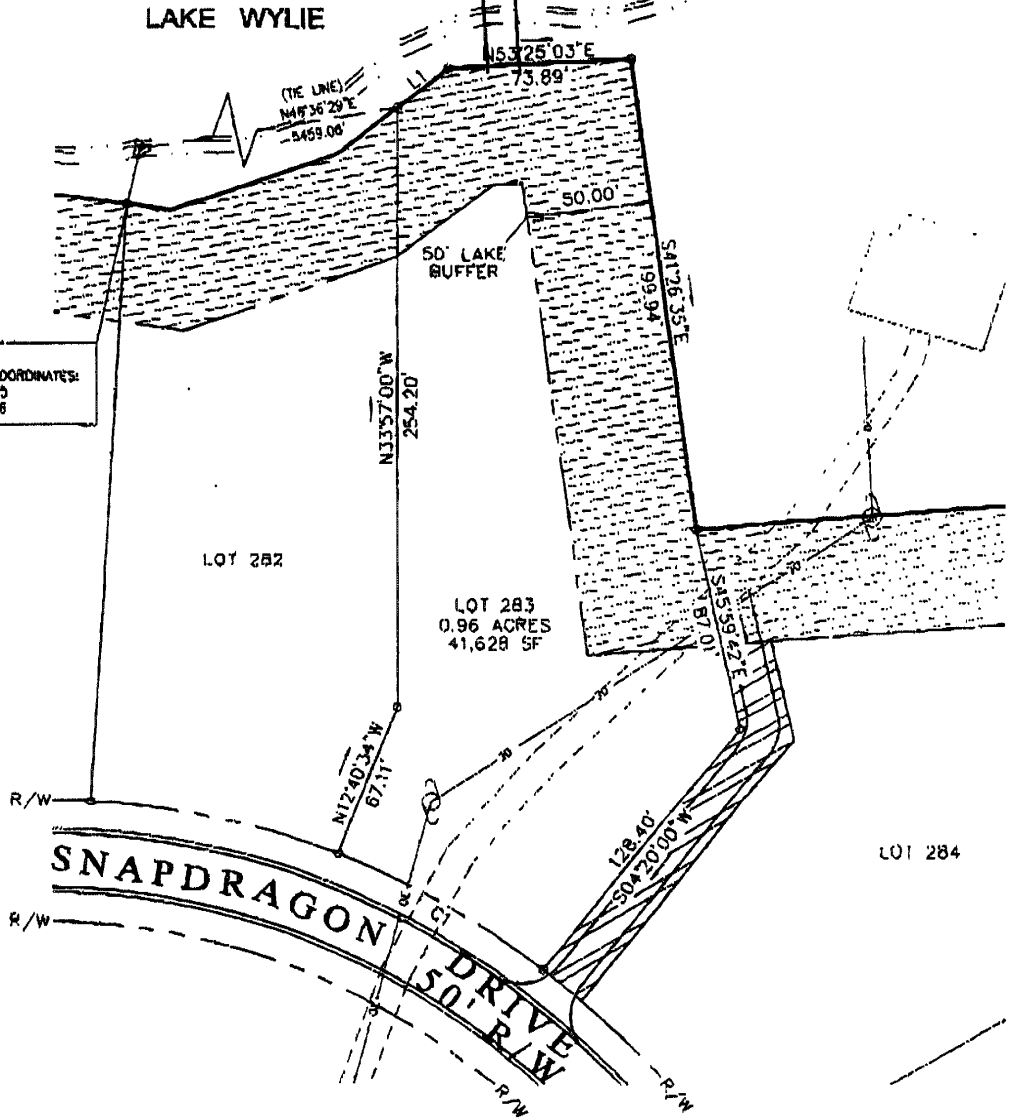 LAKE WYLIE
N53°25'03"E
73.89'
L1
(TIE LINE)
N46°36'29"E
5459.06'
50.00'
50' LAKE
BUFFER
S41°26'35"E
199.94'
N33°57'00"W
254.20'
LOT 282
LOT 283
0.96 ACRES
41,628 SF
S45°59'42"E
87.01'
N12°40'34"W
67.11'
128.40'
S04°20'00"W
LOT 284
R/W
SNAPDRAGON DRIVE
50' R/W
C1
R/W
R/W
R/W